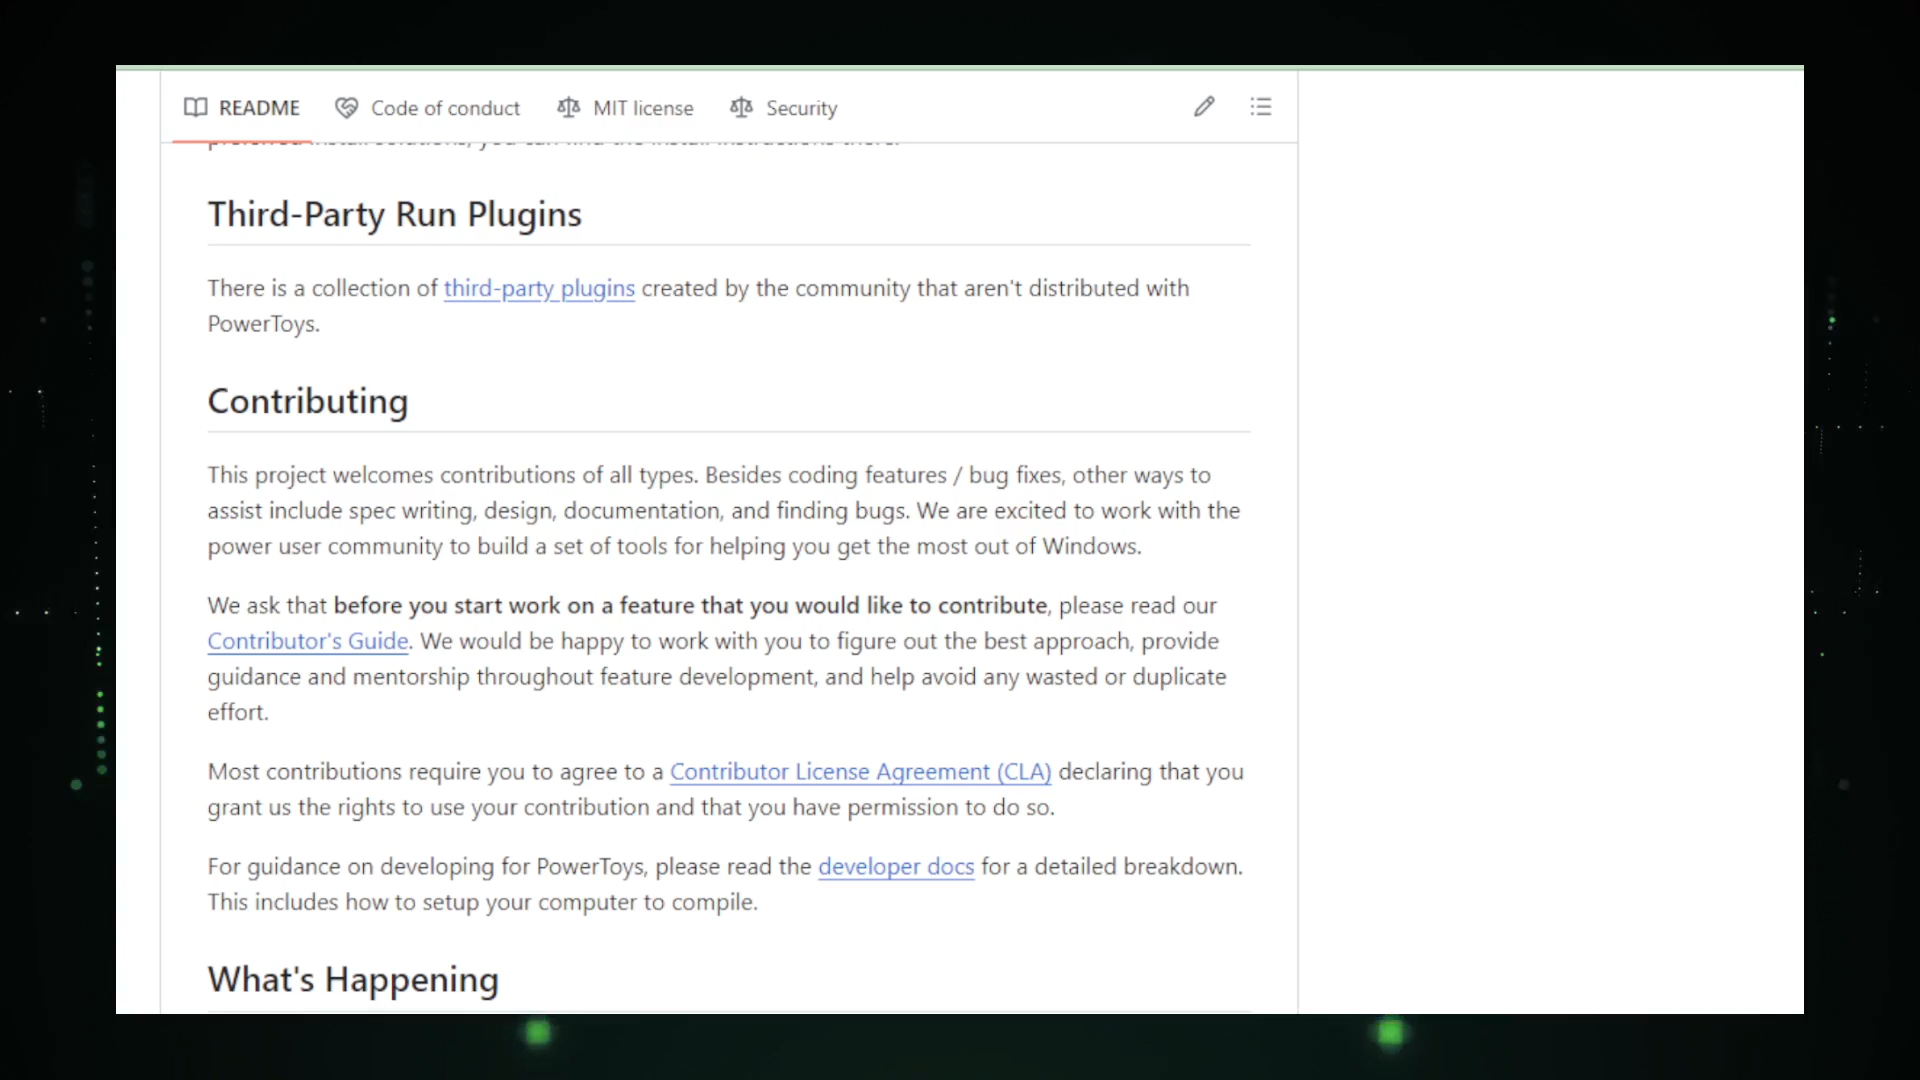 README Code of conduct MIT license Security
Third-Party Run Plugins
There is a collection of third-party plugins created by the community that aren't distributed with
PowerToys.
Contributing
This project welcomes contributions of all types. Besides coding features / bug fixes, other ways to
assist include spec writing, design, documentation, and finding bugs. We are excited to work with the
power user community to build a set of tools for helping you get the most out of Windows.
We ask that before you start work on a feature that you would like to contribute, please read our
Contributor's Guide. We would be happy to work with you to figure out the best approach, provide
guidance and mentorship throughout feature development, and help avoid any wasted or duplicate
effort.
Most contributions require you to agree to a Contributor License Agreement (CLA) declaring that you
grant us the rights to use your contribution and that you have permission to do so.
For guidance on developing for PowerToys, please read the developer docs for a detailed breakdown.
This includes how to setup your computer to compile.
What's Happening